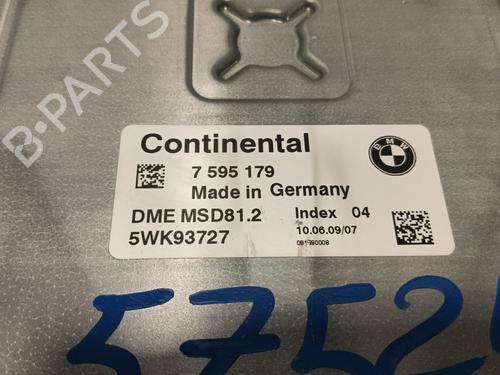 B-PARTS
Continental
BMW
7 595 179
Made in Germany
DME MSD81.2 Index 04
5WK93727 10.06.09/07
5752